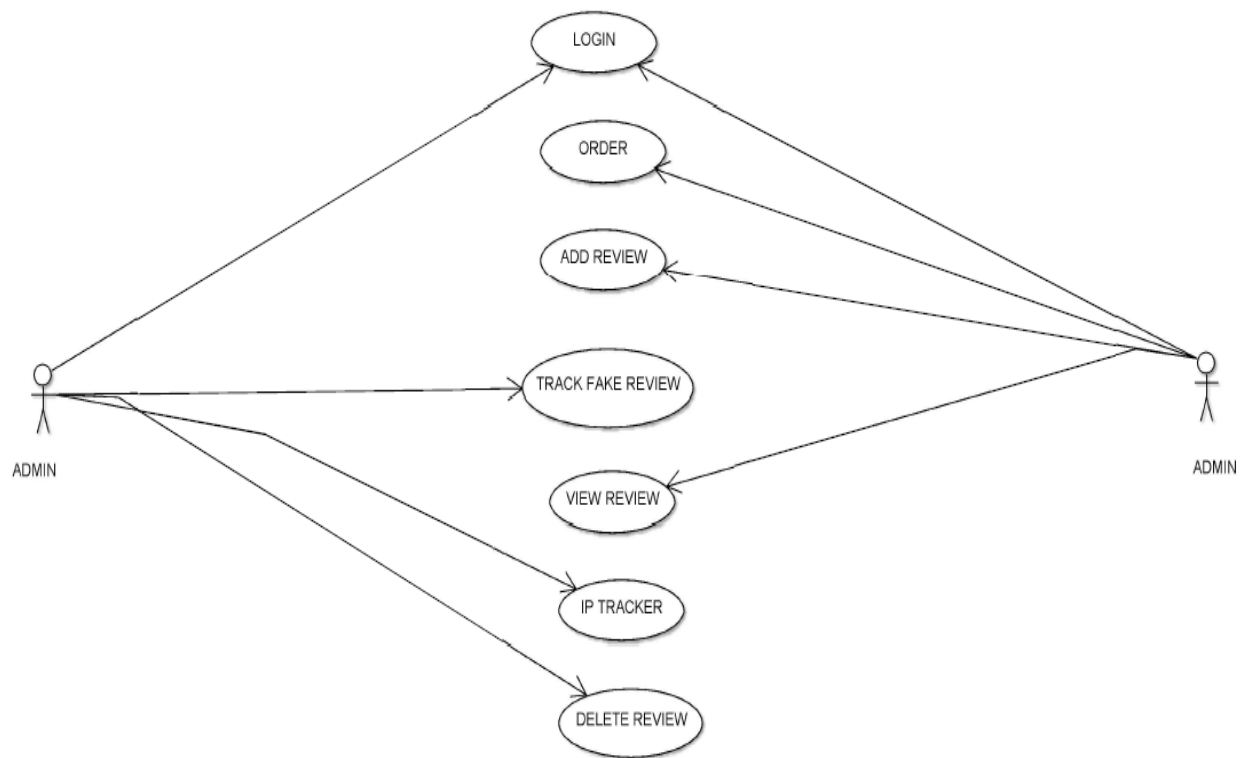 LOGIN
ORDER
ADD REVIEW
TRACK FAKE REVIEW
ADMIN
ADMIN
VIEW REVIEW
IP TRACKER
DELETE REVIEW